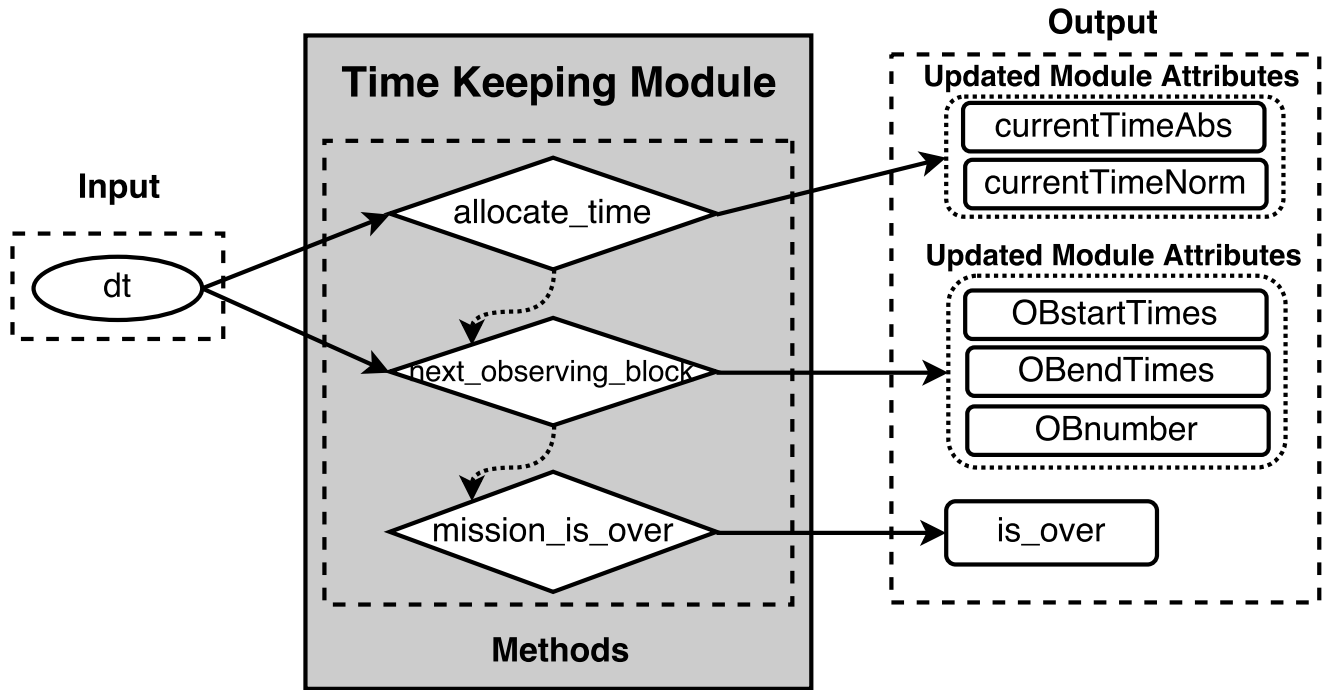 Input
dt
Time Keeping Module
allocate_time
next_observing_block
mission_is_over
Methods
Output
Updated Module Attributes
currentTimeAbs
currentTimeNorm
Updated Module Attributes
OBstartTimes
OBendTimes
OBnumber
is_over